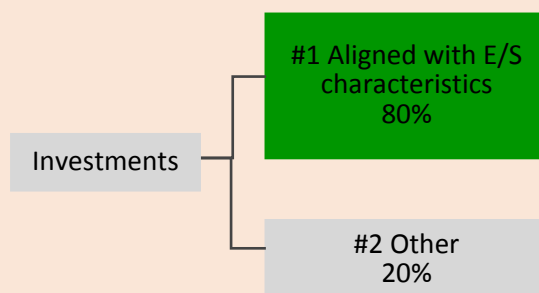 #1 Aligned with E/S
characteristics
80%
Investments
#2 Other
20%